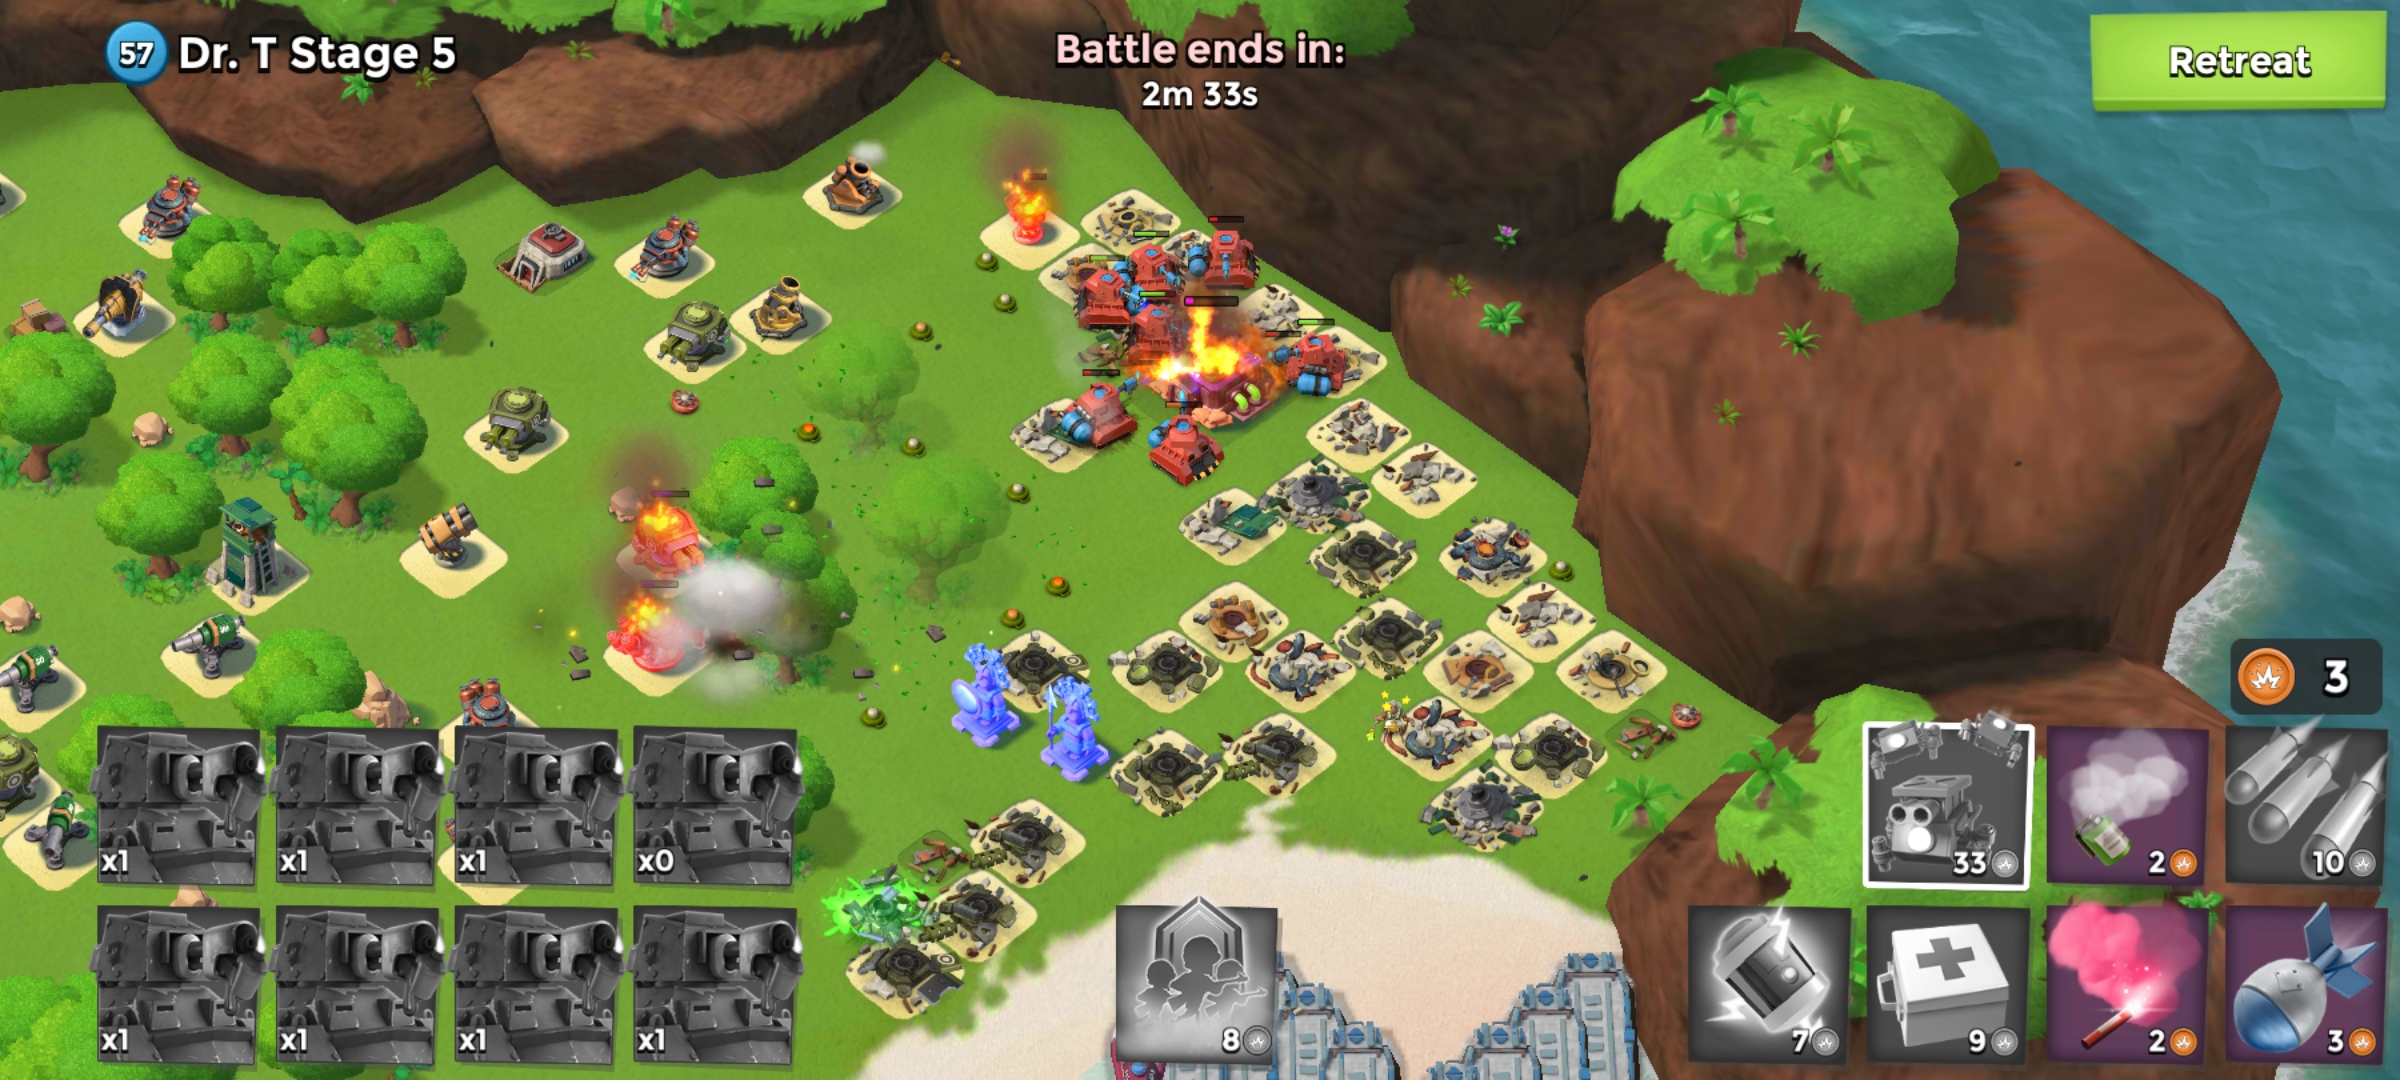 57 Dr. T Stage 5
Battle ends in:
2m 33s
Retreat
3
x1 x1 x1 x0
33 2 10
x1 x1 x1 x1
8
7 9 2 3